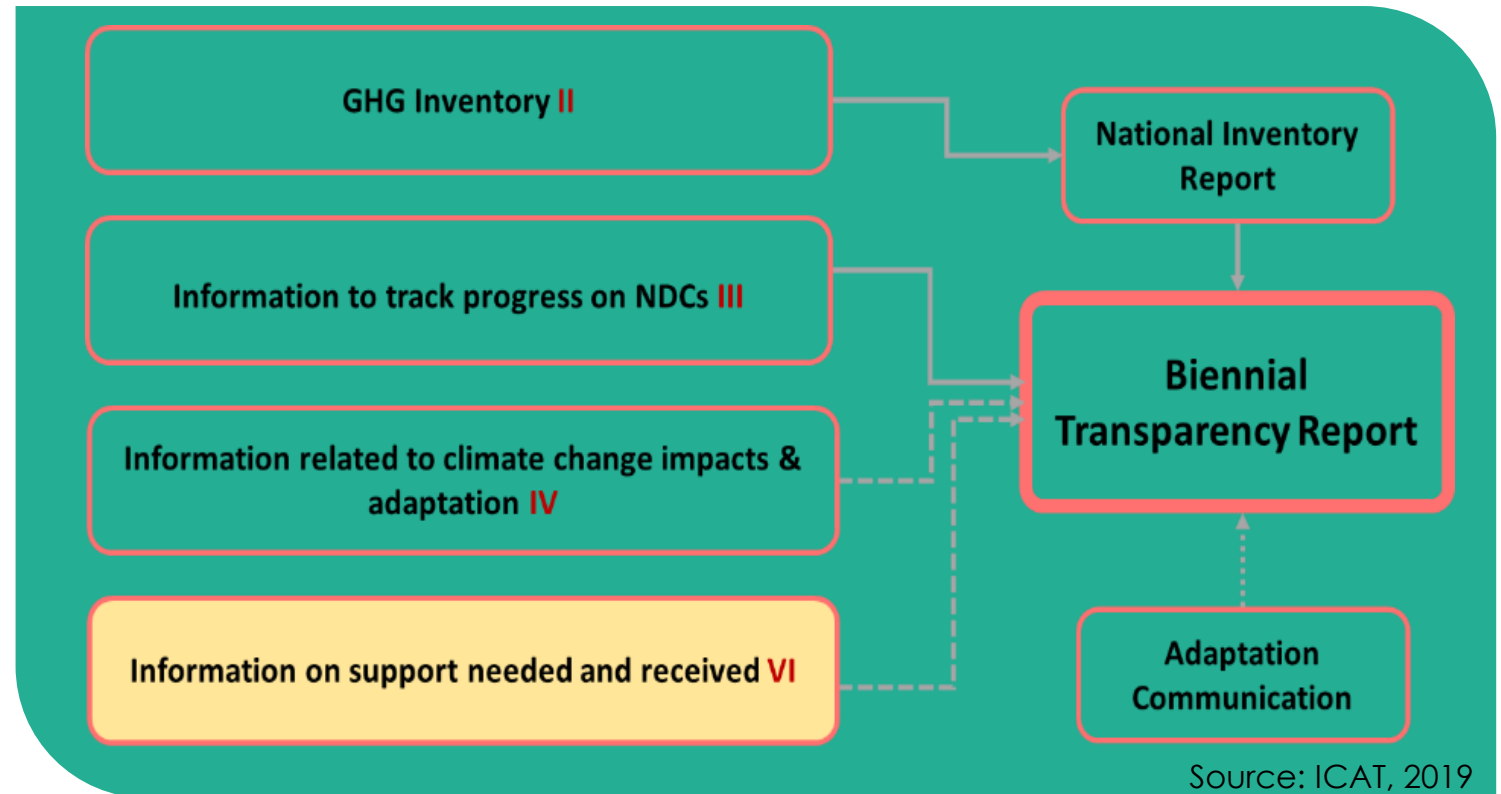 GHG Inventory II
National Inventory
Report
Information to track progress on NDCs III
Biennial
Transparency Report
Information related to climate change impacts &
adaptation IV
Information on support needed and received VI
Adaptation
Communication
Source: ICAT, 2019